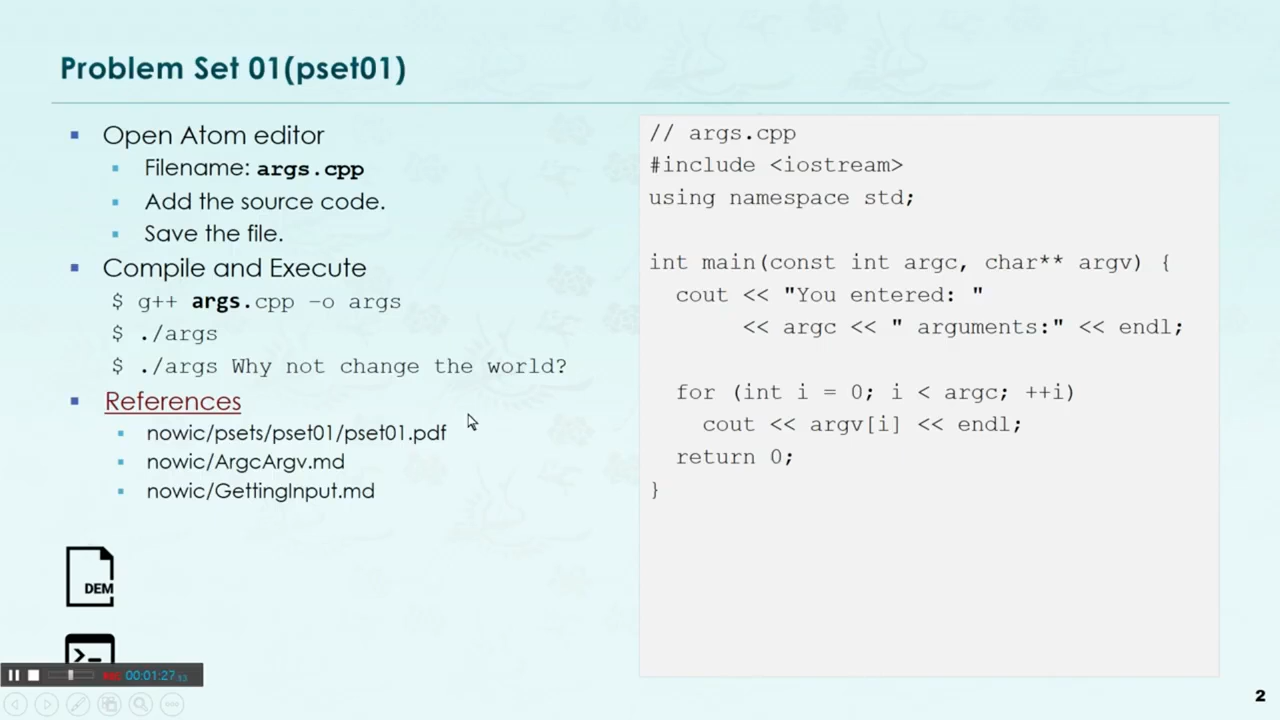 Problem Set 01(pset01)
Open Atom editor
Filename: args.cpp
Add the source code.
Save the file.
Compile and Execute
$ g++ args.cpp –o args
$ ./args
$ ./args Why not change the world?
References
nowic/psets/pset01/pset01.pdf
nowic/ArgcArgv.md
nowic/GettingInput.md
DEM
// args.cpp
#include <iostream>
using namespace std;
int main(const int argc, char** argv) {
cout << "You entered: "
<< argc << " arguments:" << endl;
for (int i = 0; i < argc; ++i)
cout << argv[i] << endl;
return 0;
}
00:01:27
2